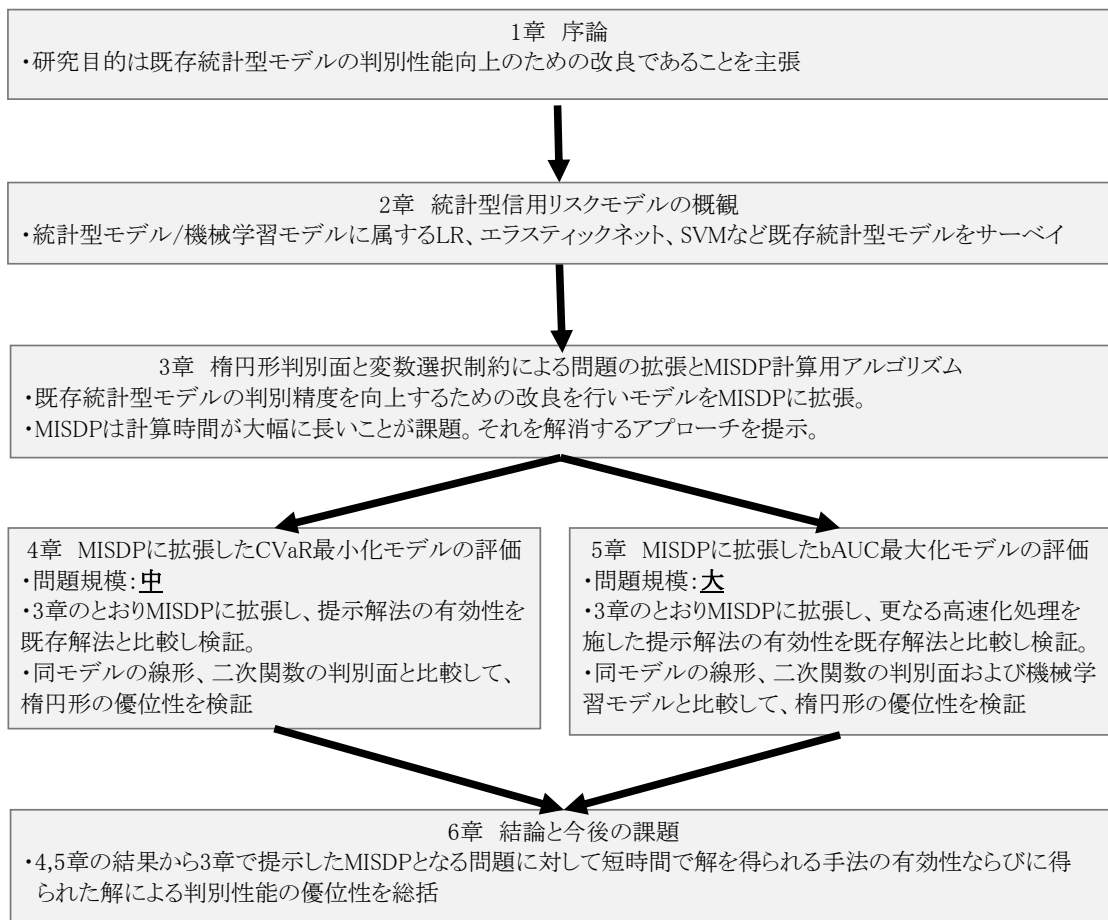 1章 序論
・研究目的は既存統計型モデルの判別性能向上のための改良であることを主張
2章 統計型信用リスクモデルの概観
・統計型モデル/機械学習モデルに属するLR、エラスティックネット、SVMなど既存統計型モデルをサーベイ
3章 楕円形判別面と変数選択制約による問題の拡張とMISDP計算用アルゴリズム
・既存統計型モデルの判別精度を向上するための改良を行いモデルをMISDPに拡張。
・MISDPは計算時間が大幅に長いことが課題。それを解消するアプローチを提示。
4章 MISDPに拡張したCVaR最小化モデルの評価
・問題規模:中
・3章のとおりMISDPに拡張し、提示解法の有効性を
既存解法と比較し検証。
・同モデルの線形、二次関数の判別面と比較して、
楕円形の優位性を検証
5章 MISDPに拡張したbAUC最大化モデルの評価
・問題規模:大
・3章のとおりMISDPに拡張し、更なる高速化処理を
施した提示解法の有効性を既存解法と比較し検証。
・同モデルの線形、二次関数の判別面および機械学
習モデルと比較して、楕円形の優位性を検証
6章 結論と今後の課題
・4,5章の結果から3章で提示したMISDPとなる問題に対して短時間で解を得られる手法の有効性ならびに得
られた解による判別性能の優位性を総括